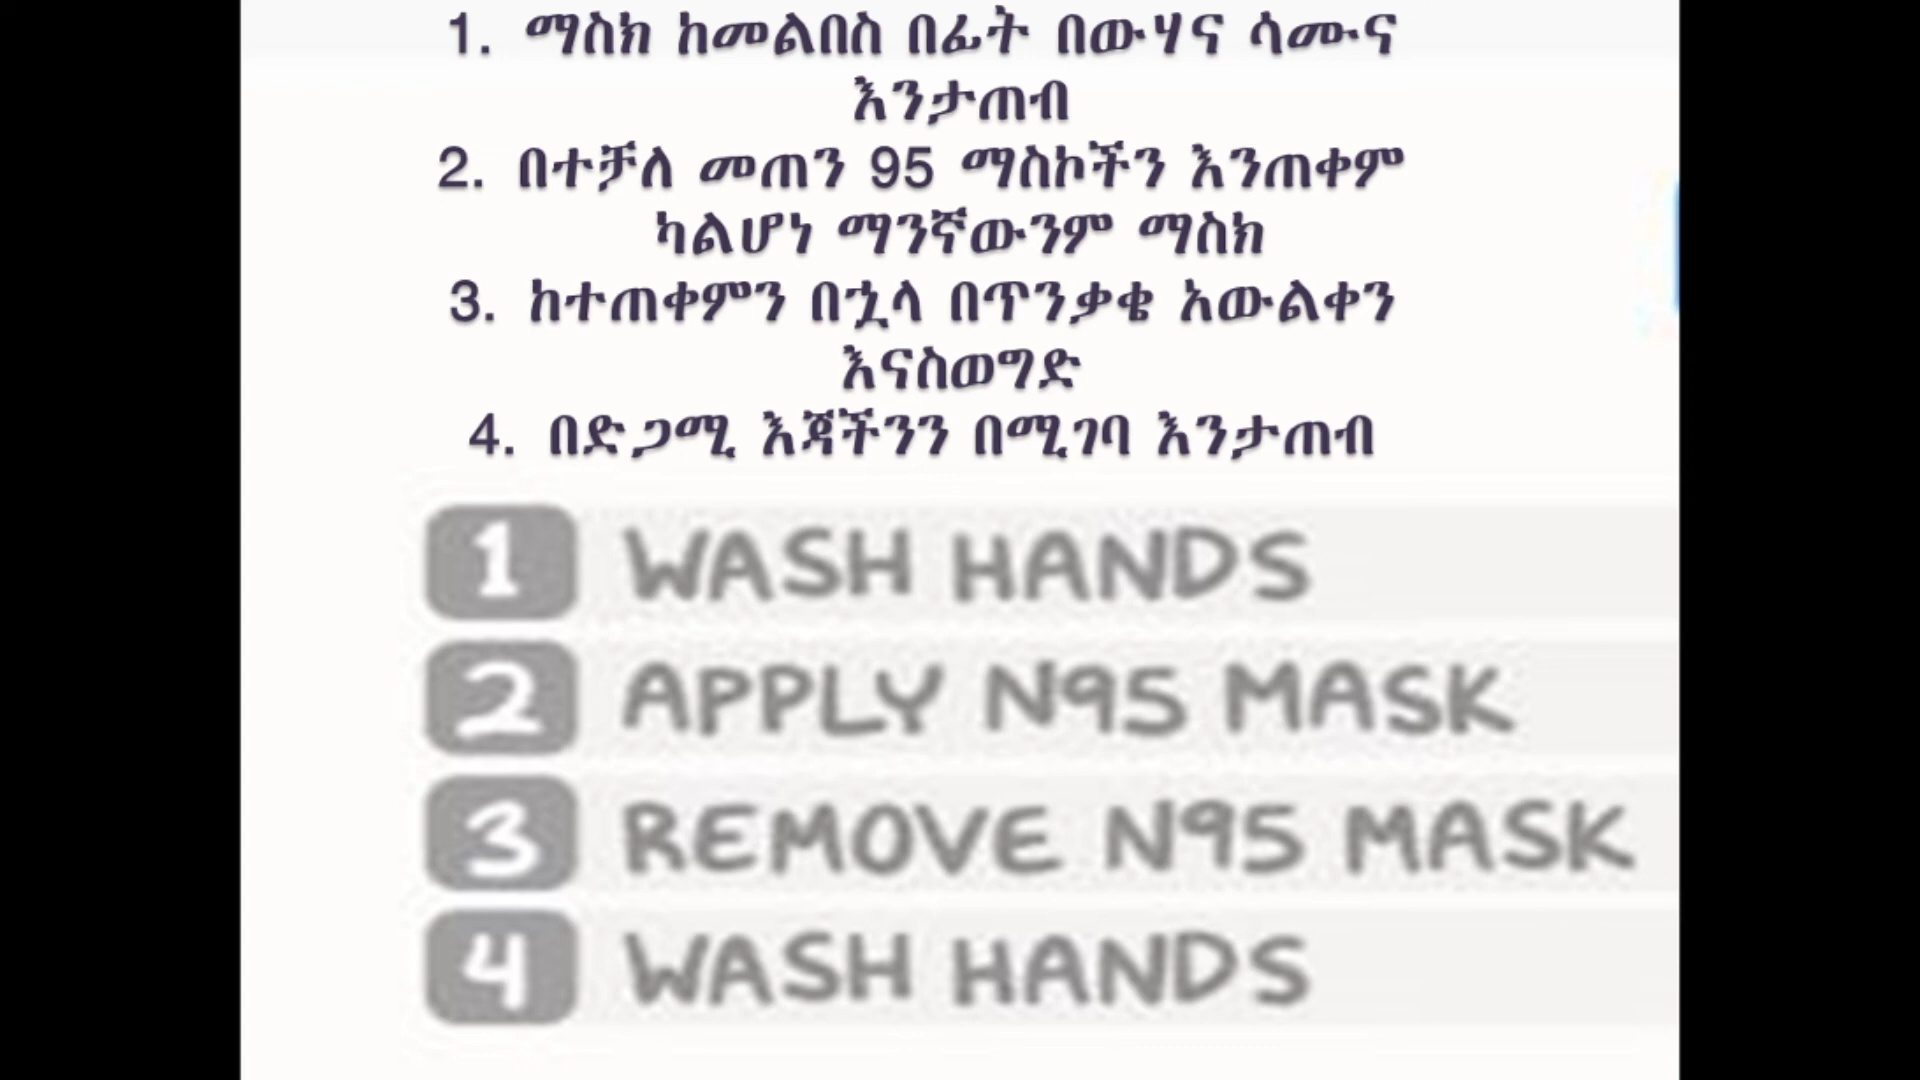 1. ማስክ ከመልበስ በፊት በውሃና ሳሙና
እንታጠብ
2. በተቻለ መጠን 95 ማስኮችን እንጠቀም
ካልሆነ ማንኛውንም ማስክ
3. ከተጠቀምን በኋላ በጥንቃቄ አውልቀን
እናስወግድ
4. በድጋሚ እጃችንን በሚገባ እንታጠብ
1 WASH HANDS
2 APPLY N95 MASK
3 REMOVE N95 MASK
4 WASH HANDS